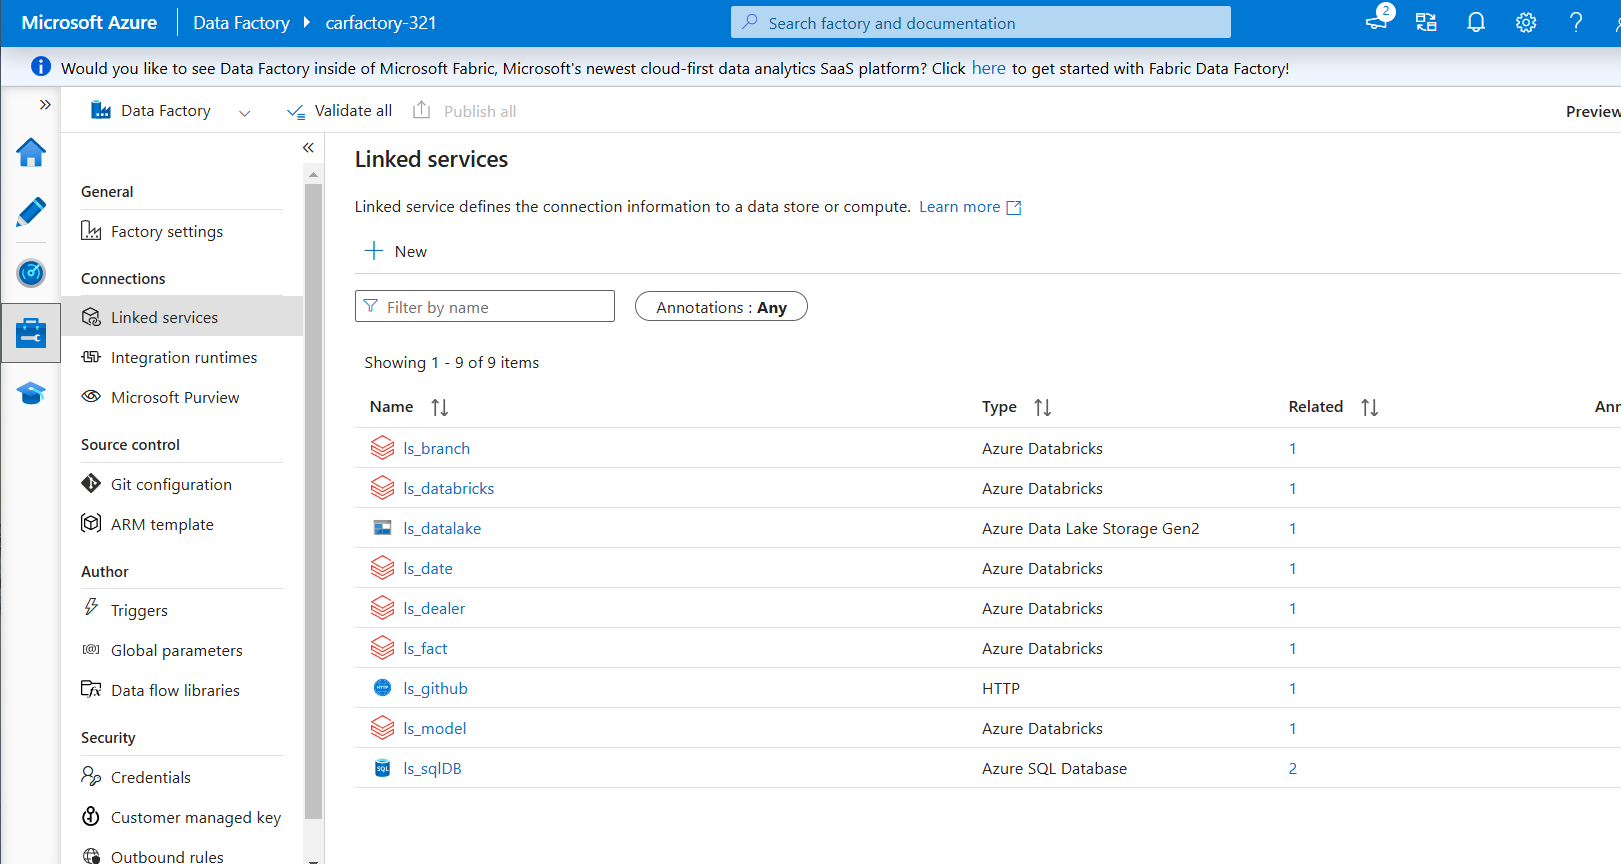 Microsoft Azure Data Factory carfactory-321 Search factory and documentation 2
Would you like to see Data Factory inside of Microsoft Fabric, Microsoft's newest cloud-first data analytics SaaS platform? Click here to get started with Fabric Data Factory!
Data Factory Validate all Publish all Preview
General
Factory settings
Connections
Linked services
Integration runtimes
Microsoft Purview
Source control
Git configuration
ARM template
Author
Triggers
Global parameters
Data flow libraries
Security
Credentials
Customer managed key
Outbound rules
Linked services
Linked service defines the connection information to a data store or compute. Learn more
New
Filter by name Annotations : Any
Showing 1 - 9 of 9 items
Name Type Related Ann
ls_branch Azure Databricks 1
ls_databricks Azure Databricks 1
ls_datalake Azure Data Lake Storage Gen2 1
ls_date Azure Databricks 1
ls_dealer Azure Databricks 1
ls_fact Azure Databricks 1
HTTP ls_github HTTP 1
ls_model Azure Databricks 1
SQL ls_sqlDB Azure SQL Database 2